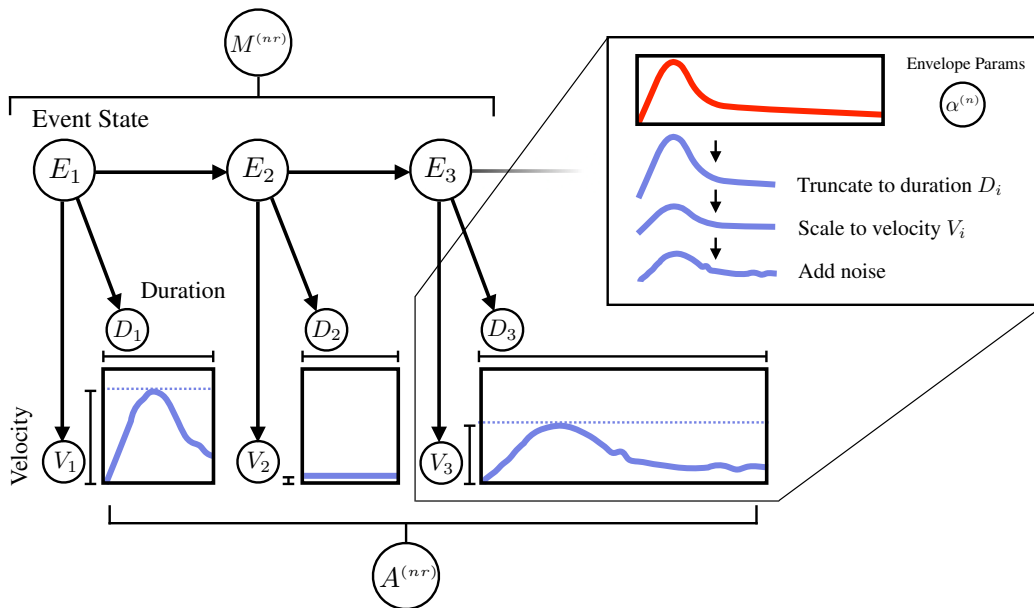 M^{(nr)}
Event State
E_1
E_2
E_3
Duration
D_1
D_2
D_3
Velocity
V_1
V_2
V_3
A^{(nr)}
Envelope Params
α^{(n)}
Truncate to duration D_i
Scale to velocity V_i
Add noise